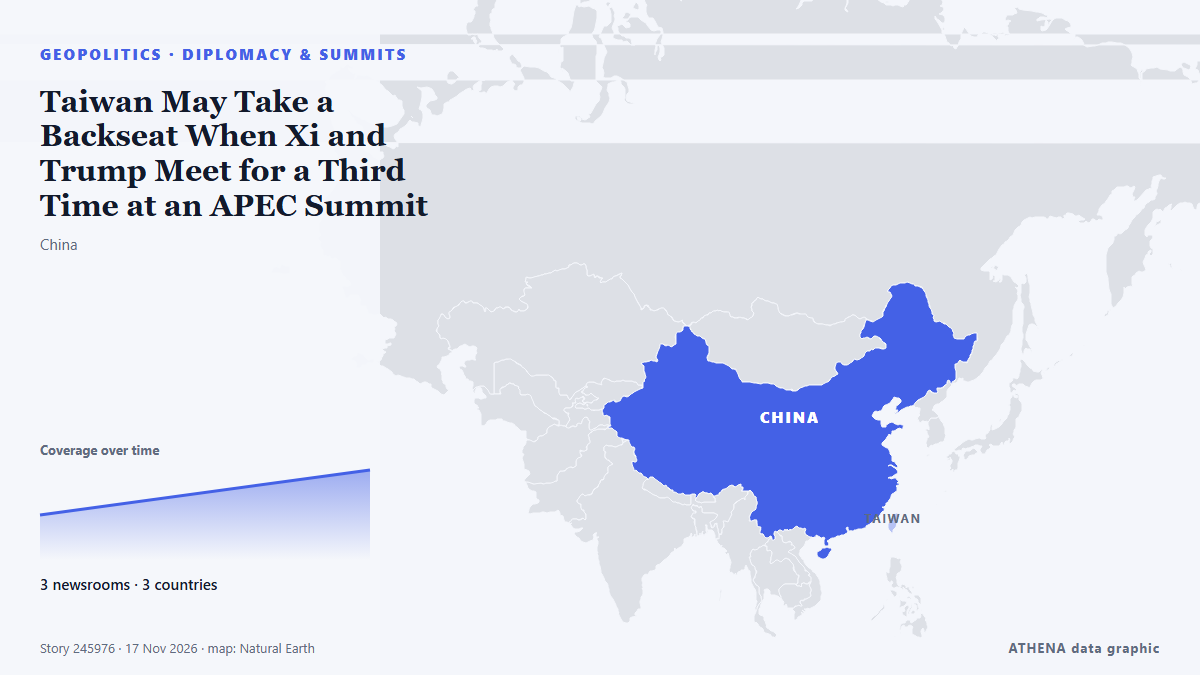 GEOPOLITICS · DIPLOMACY & SUMMITS
Taiwan May Take a
Backseat When Xi and
Trump Meet for a Third
Time at an APEC Summit
China
CHINA
TAIWAN
Coverage over time
3 newsrooms · 3 countries
Story 245976 · 17 Nov 2026 · map: Natural Earth
ATHENA data graphic